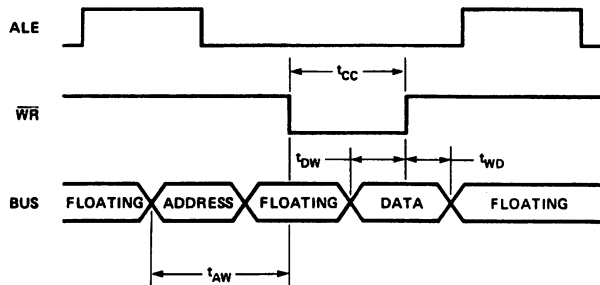 ALE
tCC
WR
tDW
tWD
BUS
FLOATING
ADDRESS
FLOATING
DATA
FLOATING
tAW